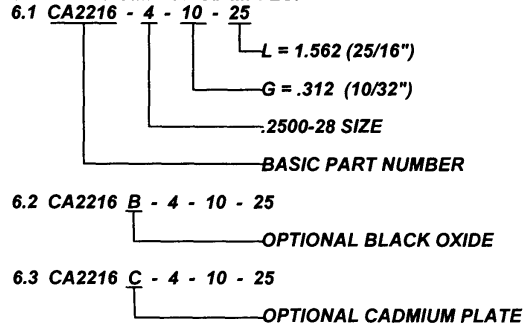 6.1 CA2216 - 4 - 10 - 25
L = 1.562 (25/16")
G = .312 (10/32")
.2500-28 SIZE
BASIC PART NUMBER
6.2 CA2216 B - 4 - 10 - 25
OPTIONAL BLACK OXIDE
6.3 CA2216 C - 4 - 10 - 25
OPTIONAL CADMIUM PLATE